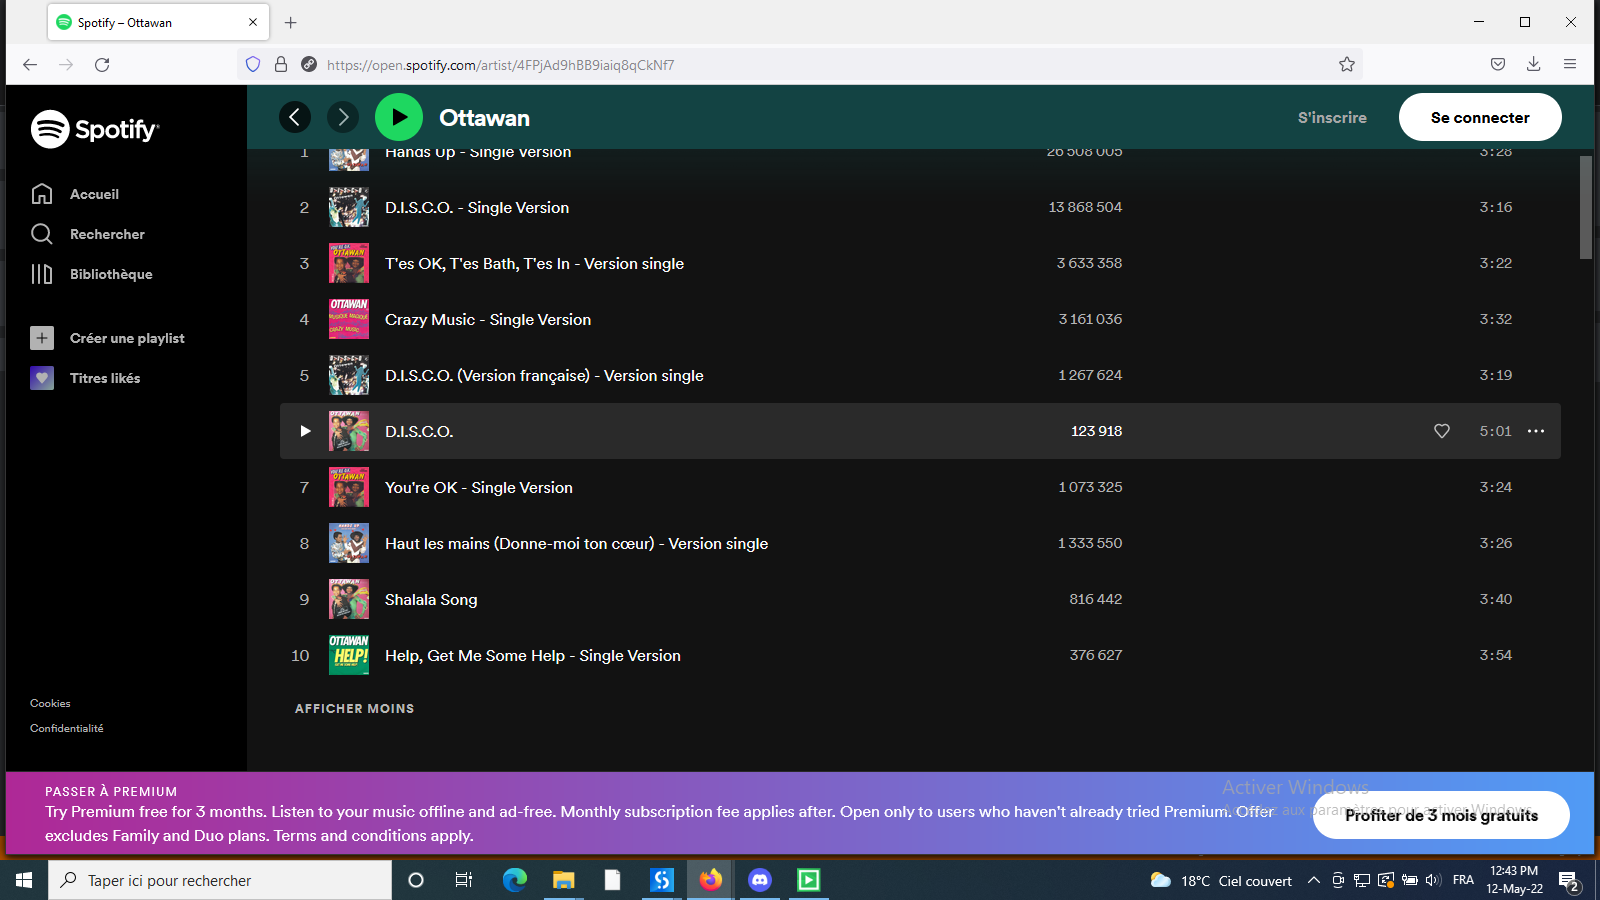 Spotify – Ottawan
https://open.spotify.com/artist/4FPjAd9hBB9iaiq8qCkNf7
Spotify
Ottawan
S'inscrire
Se connecter
Accueil
Rechercher
Bibliothèque
Créer une playlist
Titres likés
Cookies
Confidentialité
1 Hands Up - Single Version 26 508 005 3:28
2 D.I.S.C.O. - Single Version 13 868 504 3:16
3 T'es OK, T'es Bath, T'es In - Version single 3 633 358 3:22
4 Crazy Music - Single Version 3 161 036 3:32
5 D.I.S.C.O. (Version française) - Version single 1 267 624 3:19
D.I.S.C.O. 123 918 5:01
7 You're OK - Single Version 1 073 325 3:24
8 Haut les mains (Donne-moi ton cœur) - Version single 1 333 550 3:26
9 Shalala Song 816 442 3:40
10 Help, Get Me Some Help - Single Version 376 627 3:54
AFFICHER MOINS
PASSER À PREMIUM
Try Premium free for 3 months. Listen to your music offline and ad-free. Monthly subscription fee applies after. Open only to users who haven't already tried Premium. Offer
excludes Family and Duo plans. Terms and conditions apply.
Profiter de 3 mois gratuits
Activer Windows
Taper ici pour rechercher
18°C Ciel couvert
FRA
12:43 PM
12-May-22
2